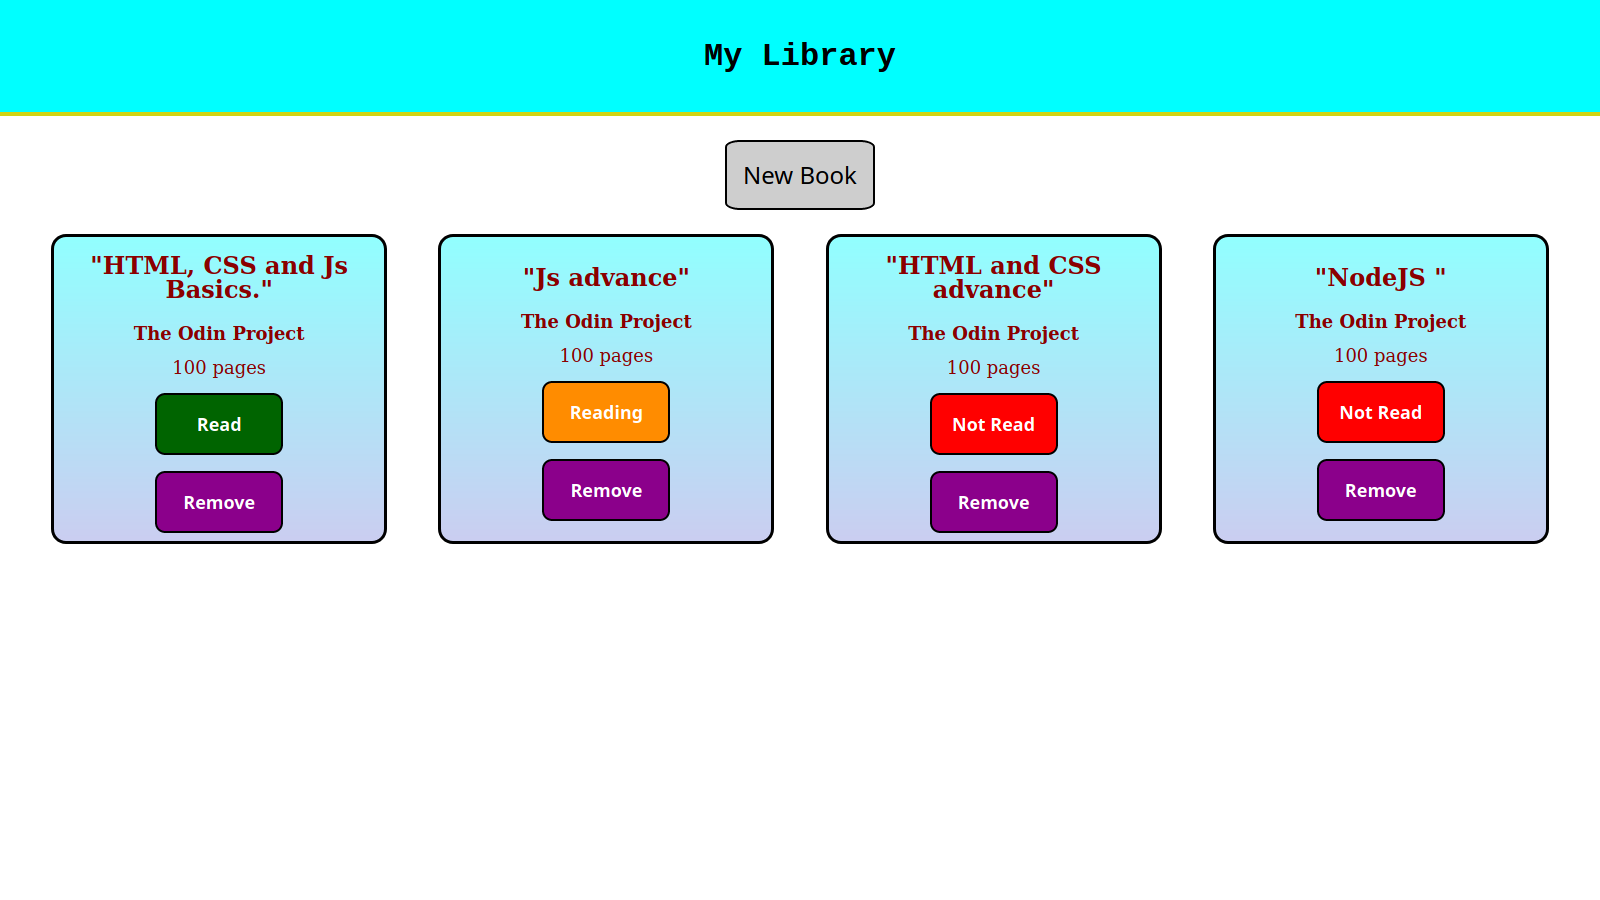 My Library
New Book
"HTML, CSS and Js
Basics."
The Odin Project
100 pages
Read
Remove
"Js advance"
The Odin Project
100 pages
Reading
Remove
"HTML and CSS
advance"
The Odin Project
100 pages
Not Read
Remove
"NodeJS "
The Odin Project
100 pages
Not Read
Remove